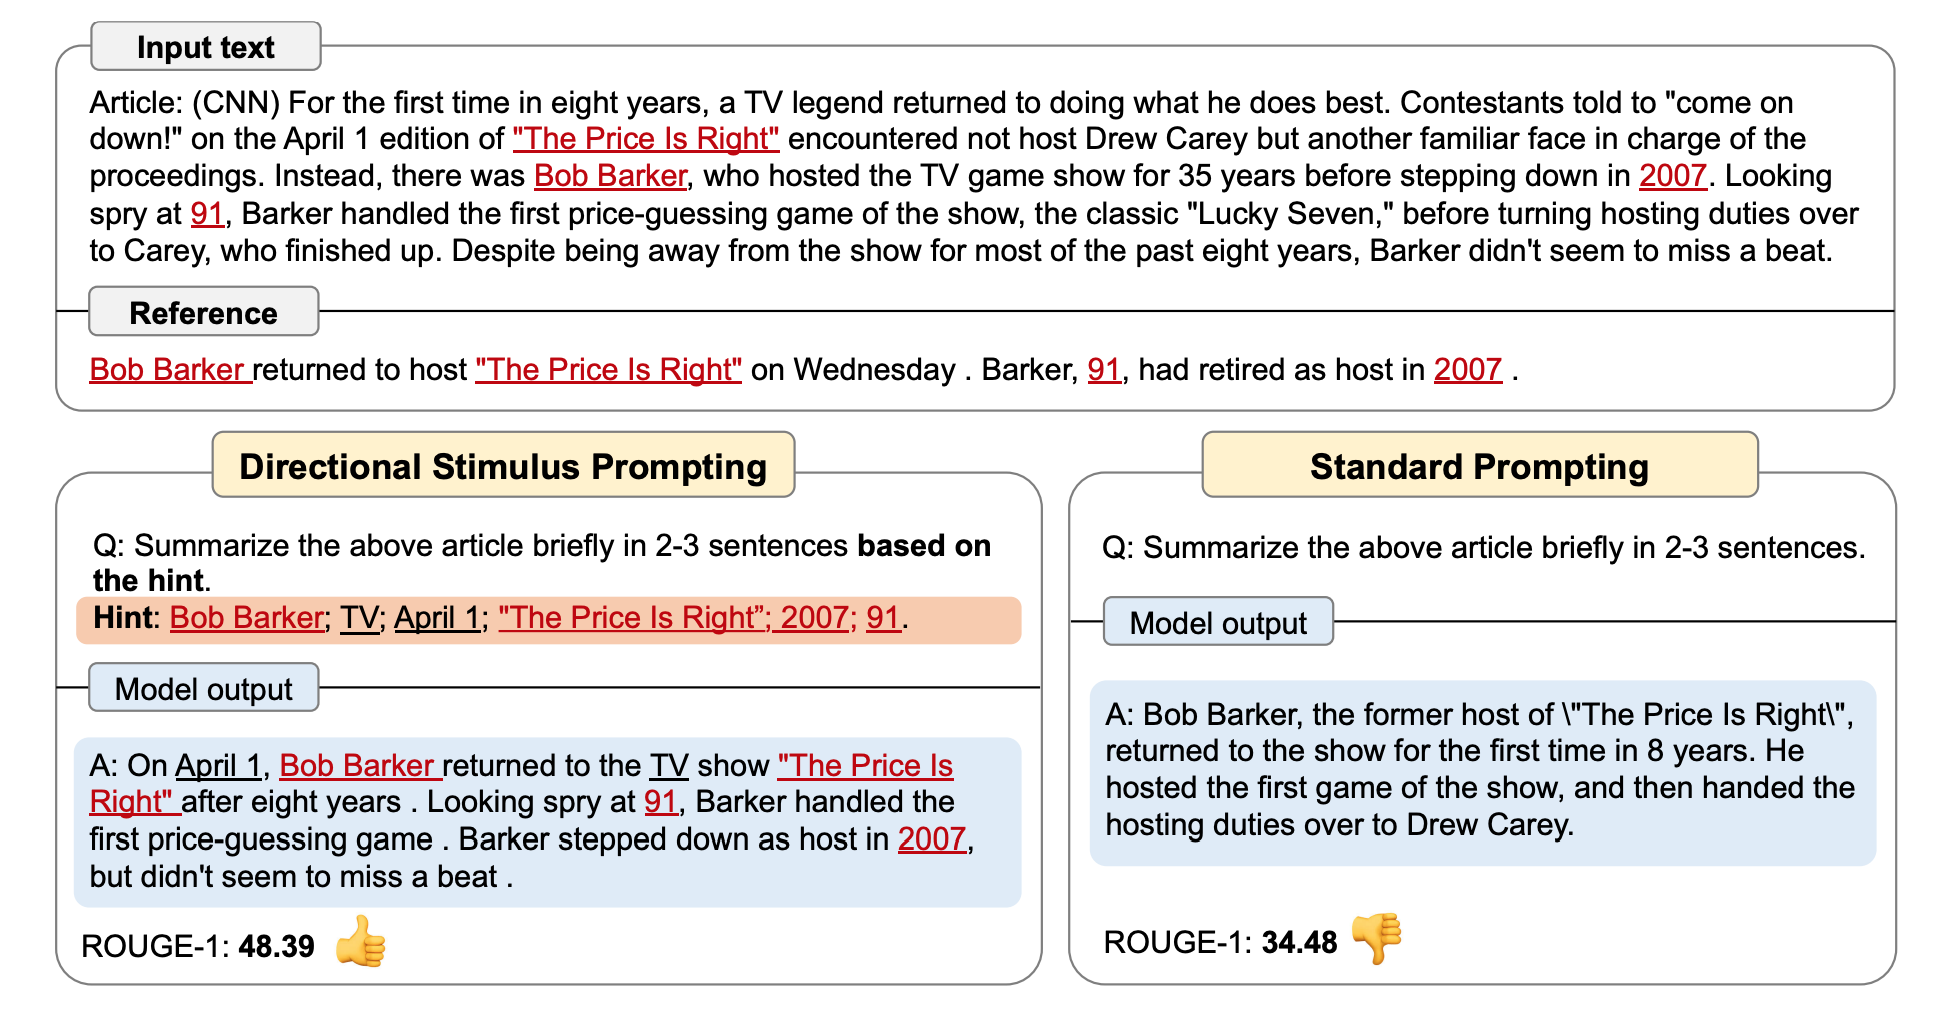 Input text
Article: (CNN) For the first time in eight years, a TV legend returned to doing what he does best. Contestants told to "come on
down!" on the April 1 edition of "The Price Is Right" encountered not host Drew Carey but another familiar face in charge of the
proceedings. Instead, there was Bob Barker, who hosted the TV game show for 35 years before stepping down in 2007. Looking
spry at 91, Barker handled the first price-guessing game of the show, the classic "Lucky Seven," before turning hosting duties over
to Carey, who finished up. Despite being away from the show for most of the past eight years, Barker didn't seem to miss a beat.
Reference
Bob Barker returned to host "The Price Is Right" on Wednesday . Barker, 91, had retired as host in 2007 .
Directional Stimulus Prompting
Q: Summarize the above article briefly in 2-3 sentences based on
the hint.
Hint: Bob Barker; TV; April 1; "The Price Is Right”; 2007; 91.
Model output
A: On April 1, Bob Barker returned to the TV show "The Price Is
Right" after eight years . Looking spry at 91, Barker handled the
first price-guessing game . Barker stepped down as host in 2007,
but didn't seem to miss a beat .
ROUGE-1: 48.39
Standard Prompting
Q: Summarize the above article briefly in 2-3 sentences.
Model output
A: Bob Barker, the former host of \"The Price Is Right\",
returned to the show for the first time in 8 years. He
hosted the first game of the show, and then handed the
hosting duties over to Drew Carey.
ROUGE-1: 34.48